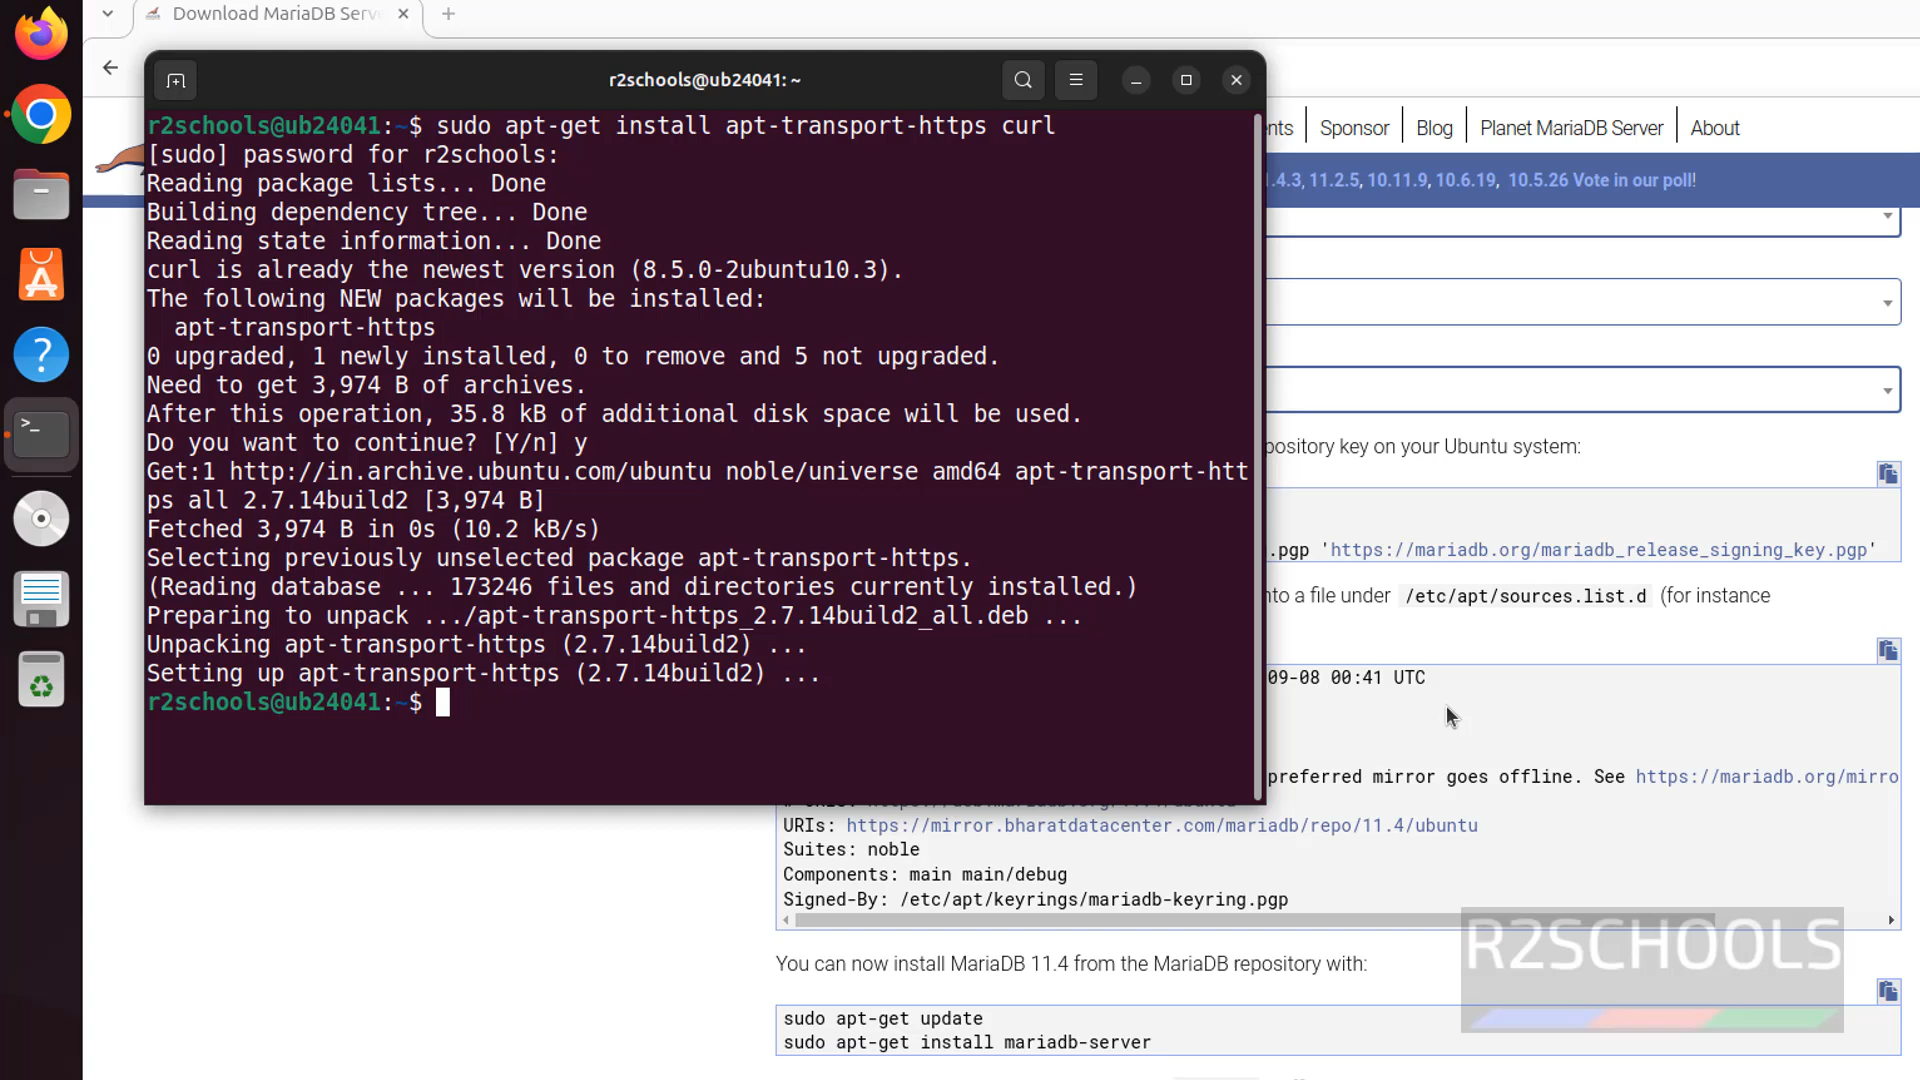 Download MariaDB Serv
r2schools@ub24041: ~
r2schools@ub24041:~$ sudo apt-get install apt-transport-https curl
[sudo] password for r2schools:
Reading package lists... Done
Building dependency tree... Done
Reading state information... Done
curl is already the newest version (8.5.0-2ubuntu10.3).
The following NEW packages will be installed:
apt-transport-https
0 upgraded, 1 newly installed, 0 to remove and 5 not upgraded.
Need to get 3,974 B of archives.
After this operation, 35.8 kB of additional disk space will be used.
Do you want to continue? [Y/n] y
Get:1 http://in.archive.ubuntu.com/ubuntu noble/universe amd64 apt-transport-htt
ps all 2.7.14build2 [3,974 B]
Fetched 3,974 B in 0s (10.2 kB/s)
Selecting previously unselected package apt-transport-https.
(Reading database ... 173246 files and directories currently installed.)
Preparing to unpack .../apt-transport-https_2.7.14build2_all.deb ...
Unpacking apt-transport-https (2.7.14build2) ...
Setting up apt-transport-https (2.7.14build2) ...
r2schools@ub24041:~$
nts Sponsor Blog Planet MariaDB Server About
.4.3, 11.2.5, 10.11.9, 10.6.19, 10.5.26 Vote in our poll!
pository key on your Ubuntu system:
.pgp 'https://mariadb.org/mariadb_release_signing_key.pgp'
nto a file under /etc/apt/sources.list.d (for instance
09-08 00:41 UTC
preferred mirror goes offline. See https://mariadb.org/mirro
URIs: https://mirror.bharatdatacenter.com/mariadb/repo/11.4/ubuntu
Suites: noble
Components: main main/debug
Signed-By: /etc/apt/keyrings/mariadb-keyring.pgp
R2SCHOOLS
You can now install MariaDB 11.4 from the MariaDB repository with:
sudo apt-get update
sudo apt-get install mariadb-server